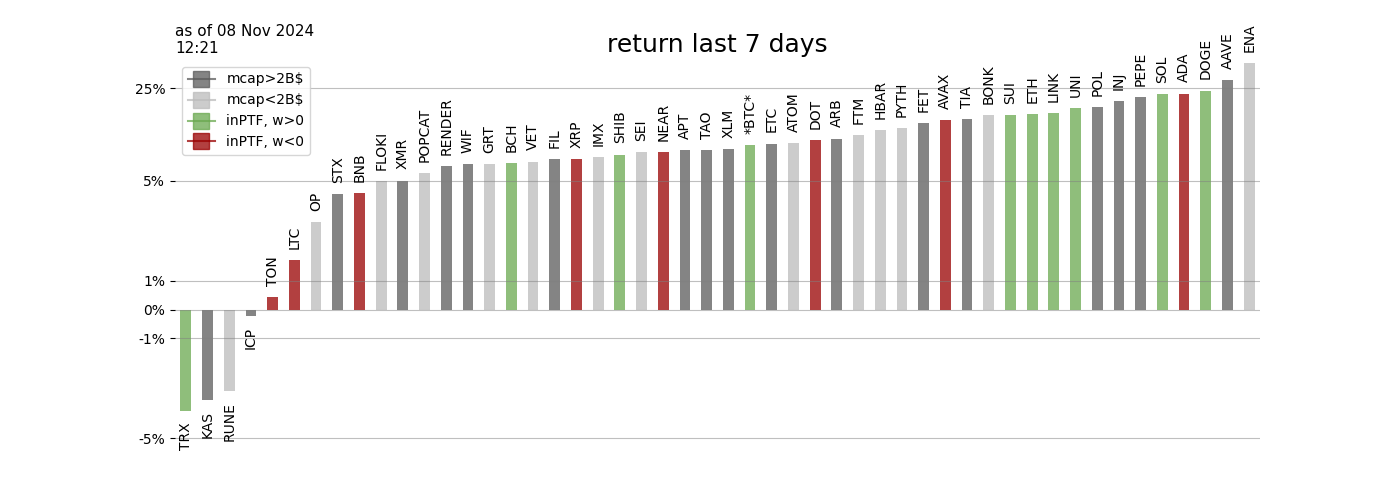 as of 08 Nov 2024
12:21
return last 7 days
mcap>2B$
mcap<2B$
inPTF, w>0
inPTF, w<0
25%
5%
1%
0%
-1%
-5%
TRX
KAS
RUNE
ICP
TON
LTC
OP
STX
BNB
FLOKI
XMR
POPCAT
RENDER
WIF
GRT
BCH
VET
FIL
XRP
IMX
SHIB
SEI
NEAR
APT
TAO
XLM
*BTC*
ETC
ATOM
DOT
ARB
FTM
HBAR
PYTH
FET
AVAX
TIA
BONK
SUI
ETH
LINK
UNI
POL
INJ
PEPE
SOL
ADA
DOGE
AAVE
ENA